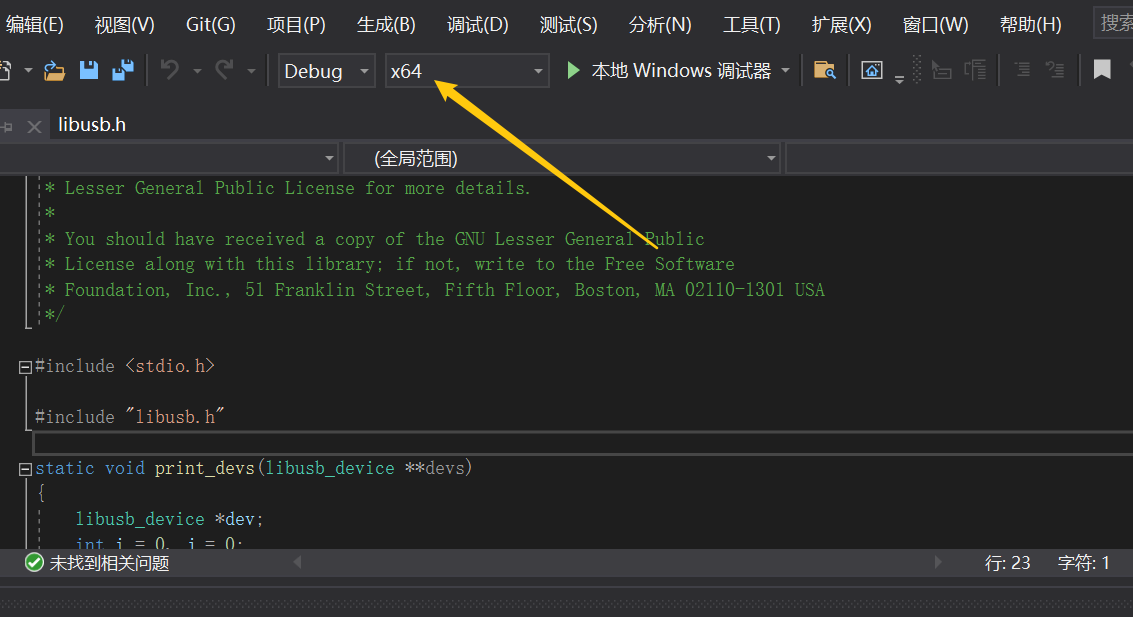 编辑(E) 视图(V) Git(G) 项目(P) 生成(B) 调试(D) 测试(S) 分析(N) 工具(T) 扩展(X) 窗口(W) 帮助(H) 搜索
Debug x64 本地 Windows 调试器
libusb.h
(全局范围)
* Lesser General Public License for more details.
*
* You should have received a copy of the GNU Lesser General Public
* License along with this library; if not, write to the Free Software
* Foundation, Inc., 51 Franklin Street, Fifth Floor, Boston, MA 02110-1301 USA
*/
#include <stdio.h>
#include "libusb.h"
static void print_devs(libusb_device **devs)
{
libusb_device *dev;
int i = 0, j = 0;
未找到相关问题 行: 23 字符: 1